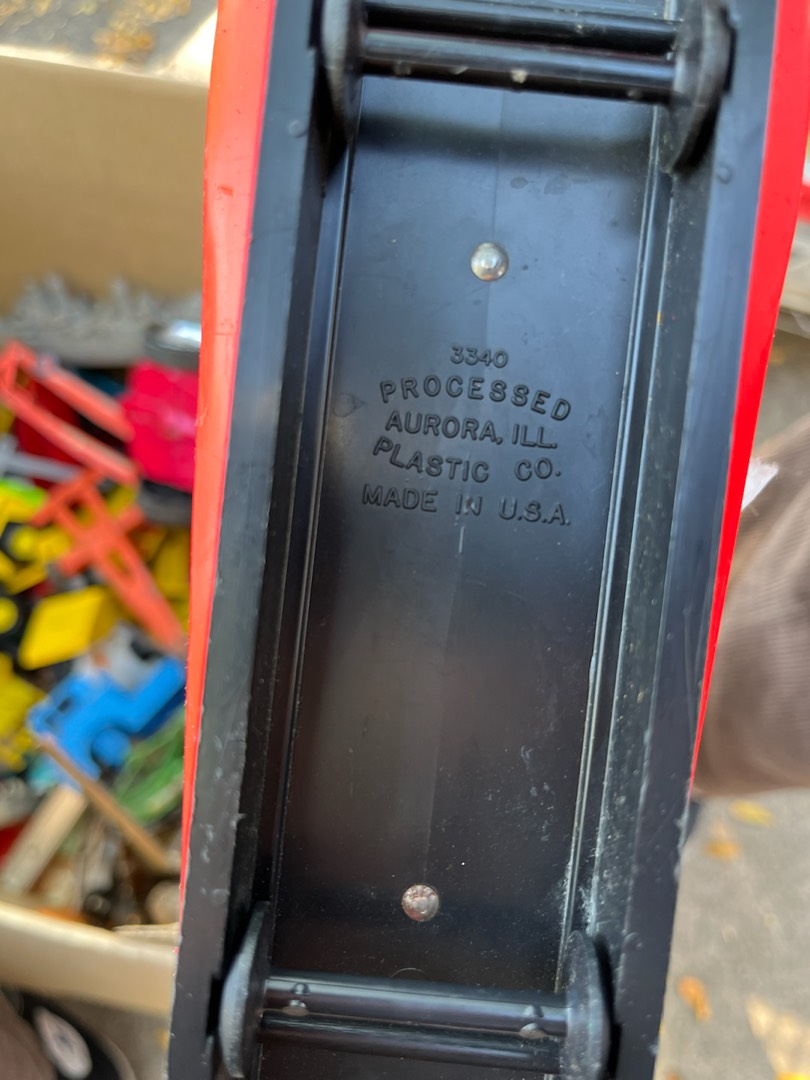 3340
PROCESSED
AURORA, ILL.
PLASTIC CO.
MADE IN U.S.A.